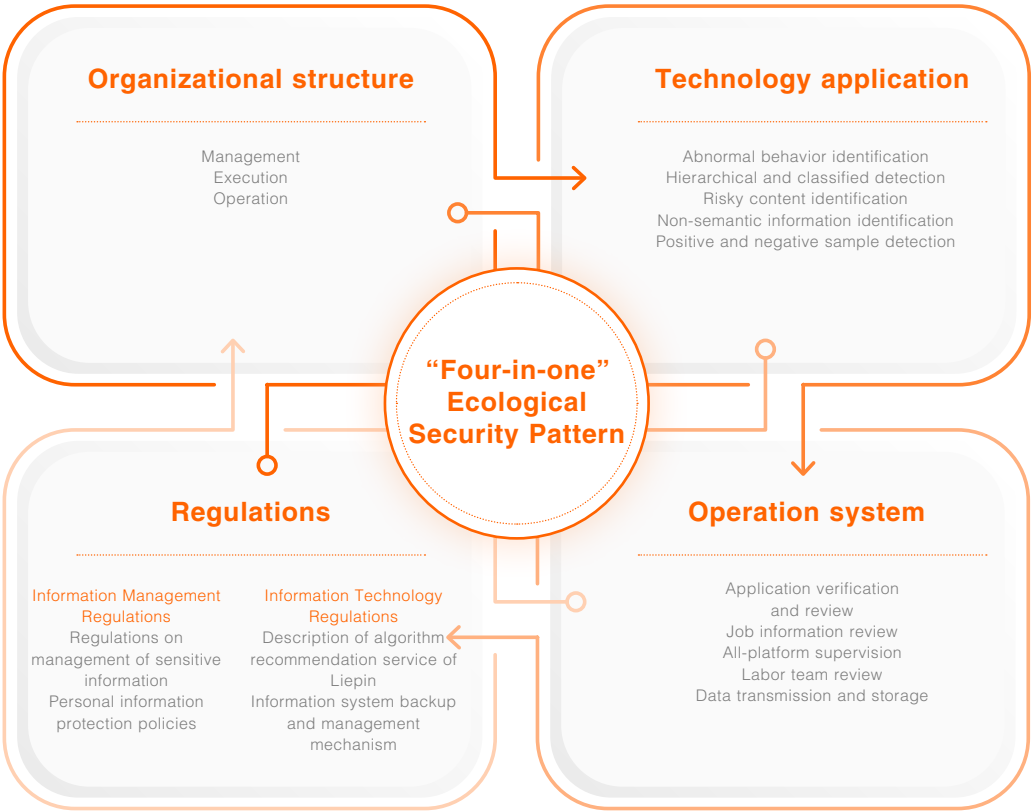 Organizational structure
Management
Execution
Operation
Technology application
Abnormal behavior identification
Hierarchical and classified detection
Risky content identification
Non-semantic information identification
Positive and negative sample detection
“Four-in-one”
Ecological
Security Pattern
Regulations
Information Management
Regulations
Regulations on
management of sensitive
information
Personal information
protection policies
Information Technology
Regulations
Description of algorithm
recommendation service of
Liepin
Information system backup
and management
mechanism
Operation system
Application verification
and review
Job information review
All-platform supervision
Labor team review
Data transmission and storage